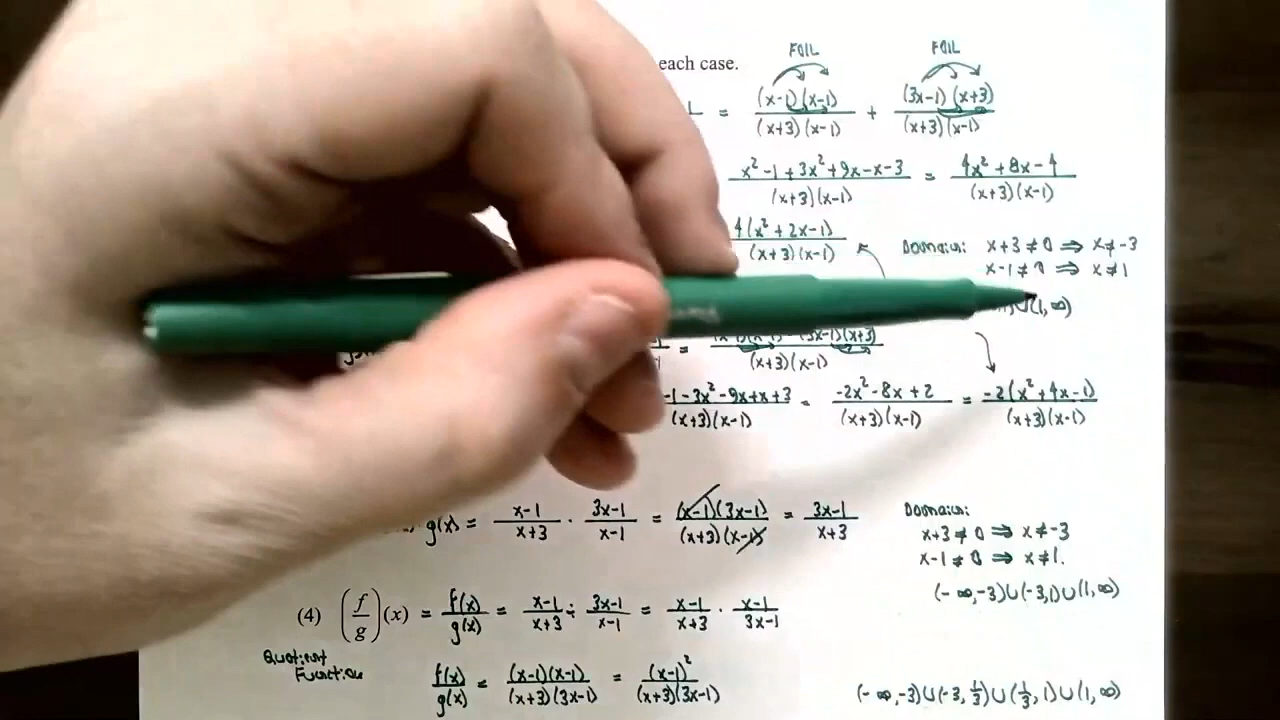 each case.
FOIL FOIL
= (x-1)(x-1)/(x+3)(x-1) + (3x-1)(x+3)/(x+3)(x-1)
x²-1+3x²+9x-x-3/(x+3)(x-1) = 4x²+8x-4/(x+3)(x-1)
4(x²+2x-1)/(x+3)(x-1)
Domain: x+3≠0 ⇒ x≠-3
x-1≠0 ⇒ x≠1
∪(1,∞)
= (3x-1)(x+3)/(x+3)(x-1)
-1-3x²-9x+x+3/(x+3)(x-1) = -2x²-8x+2/(x+3)(x-1) = -2(x²+4x-1)/(x+3)(x-1)
g(x) = x-1/x+3 · 3x-1/x-1 = (x-1)(3x-1)/(x+3)(x-1) = 3x-1/x+3
Domain:
x+3≠0 ⇒ x≠-3
x-1≠0 ⇒ x≠1.
(-∞,-3)∪(-3,1)∪(1,∞)
(4) (f/g)(x) = f(x)/g(x) = x-1/x+3 ÷ 3x-1/x-1 = x-1/x+3 · x-1/3x-1
Quotient
Function
f(x)/g(x) = (x-1)(x-1)/(x+3)(3x-1) = (x-1)²/(x+3)(3x-1)
(-∞,-3)∪(-3,1/3)∪(1/3,1)∪(1,∞)